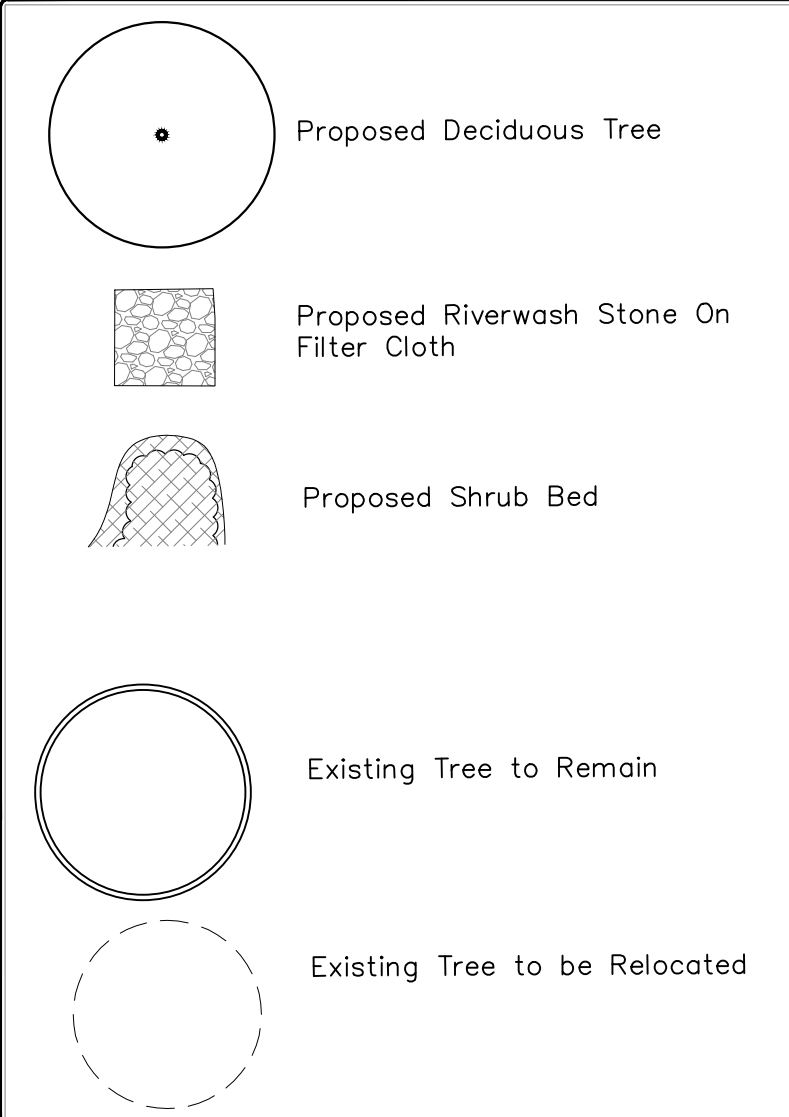 Proposed Deciduous Tree
Proposed Riverwash Stone On
Filter Cloth
Proposed Shrub Bed
Existing Tree to Remain
Existing Tree to be Relocated